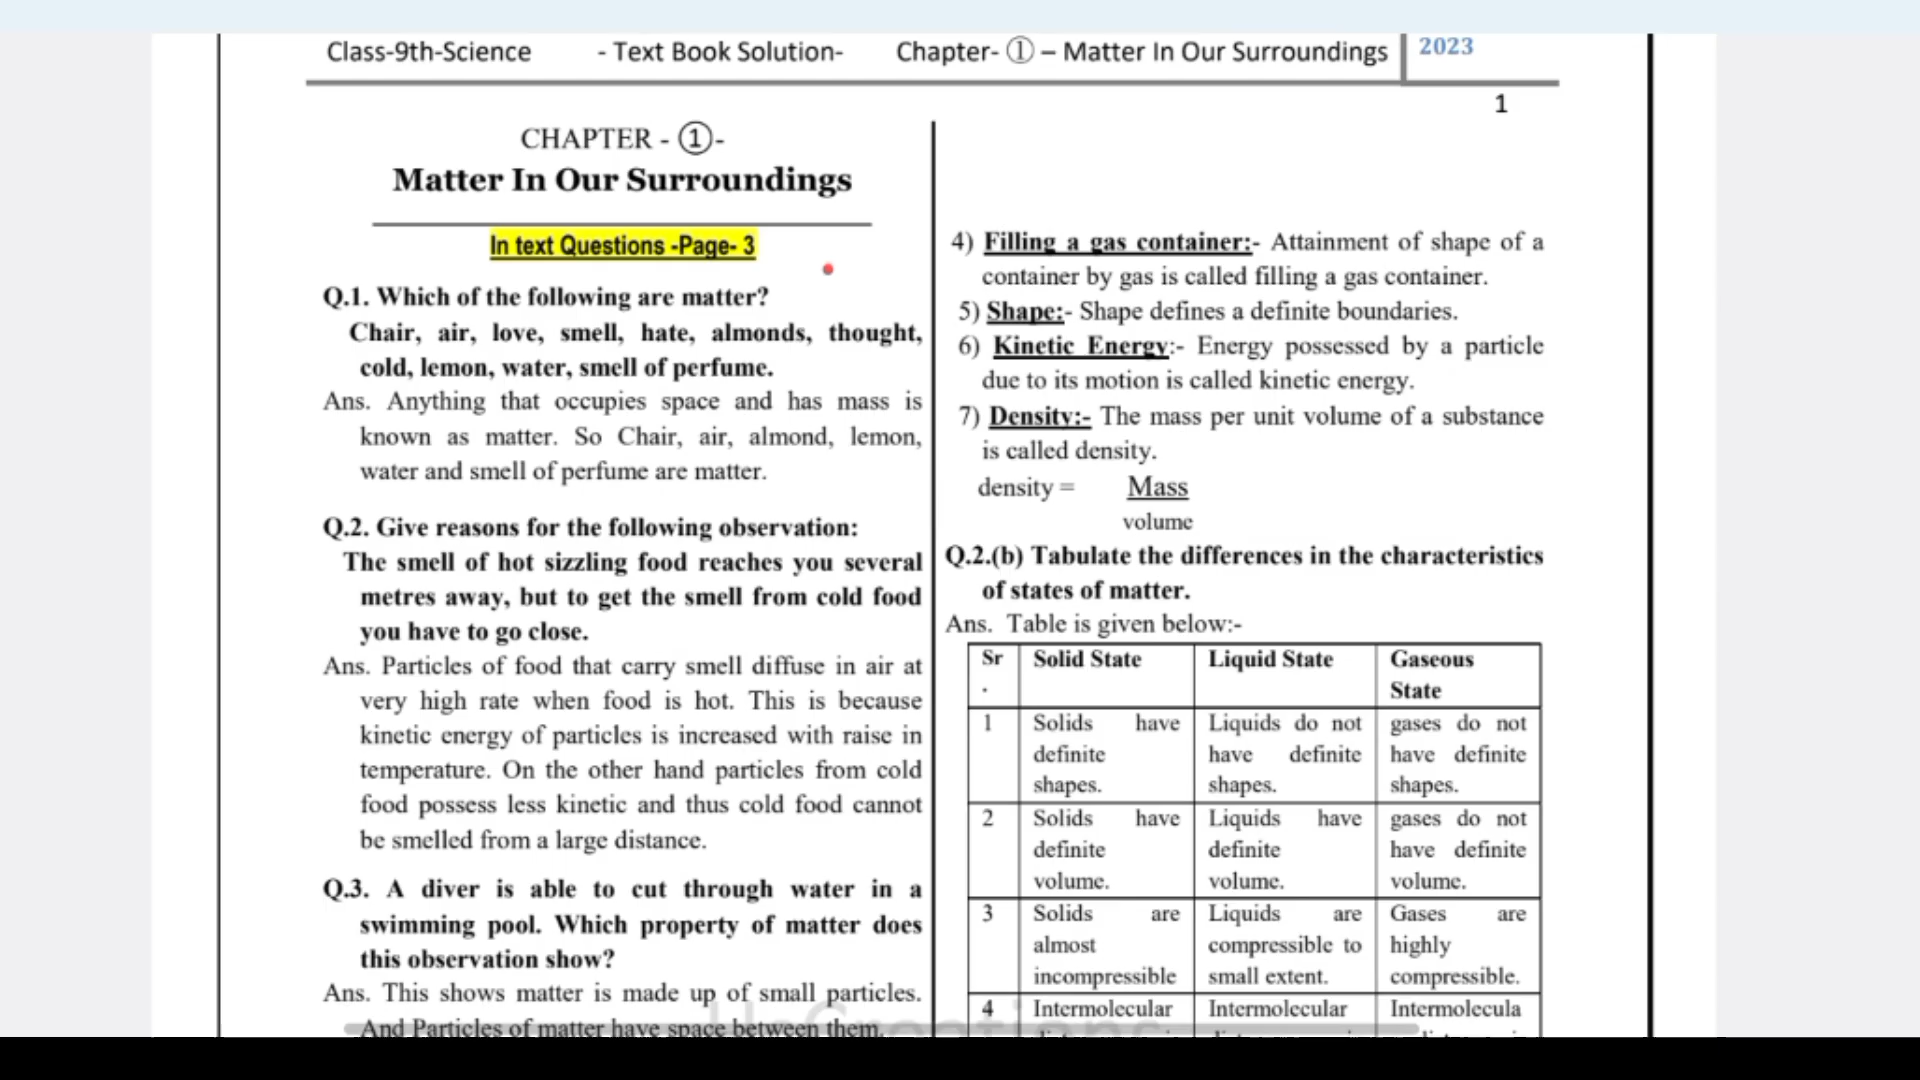 Class-9th-Science - Text Book Solution- Chapter- ① – Matter In Our Surroundings 2023
1
CHAPTER - ①-
Matter In Our Surroundings
In text Questions -Page- 3
Q.1. Which of the following are matter?
Chair, air, love, smell, hate, almonds, thought,
cold, lemon, water, smell of perfume.
Ans. Anything that occupies space and has mass is
known as matter. So Chair, air, almond, lemon,
water and smell of perfume are matter.
Q.2. Give reasons for the following observation:
The smell of hot sizzling food reaches you several
metres away, but to get the smell from cold food
you have to go close.
Ans. Particles of food that carry smell diffuse in air at
very high rate when food is hot. This is because
kinetic energy of particles is increased with raise in
temperature. On the other hand particles from cold
food possess less kinetic and thus cold food cannot
be smelled from a large distance.
Q.3. A diver is able to cut through water in a
swimming pool. Which property of matter does
this observation show?
Ans. This shows matter is made up of small particles.
And Particles of matter have space between them.
4) Filling a gas container:- Attainment of shape of a
container by gas is called filling a gas container.
5) Shape:- Shape defines a definite boundaries.
6) Kinetic Energy:- Energy possessed by a particle
due to its motion is called kinetic energy.
7) Density:- The mass per unit volume of a substance
is called density.
density = Mass
volume
Q.2.(b) Tabulate the differences in the characteristics
of states of matter.
Ans. Table is given below:-
Sr Solid State Liquid State Gaseous
. State
1 Solids have Liquids do not gases do not
definite have definite have definite
shapes. shapes. shapes.
2 Solids have Liquids have gases do not
definite definite have definite
volume. volume. volume.
3 Solids are Liquids are Gases are
almost compressible to highly
incompressible small extent. compressible.
4 Intermolecular Intermolecular Intermolecula